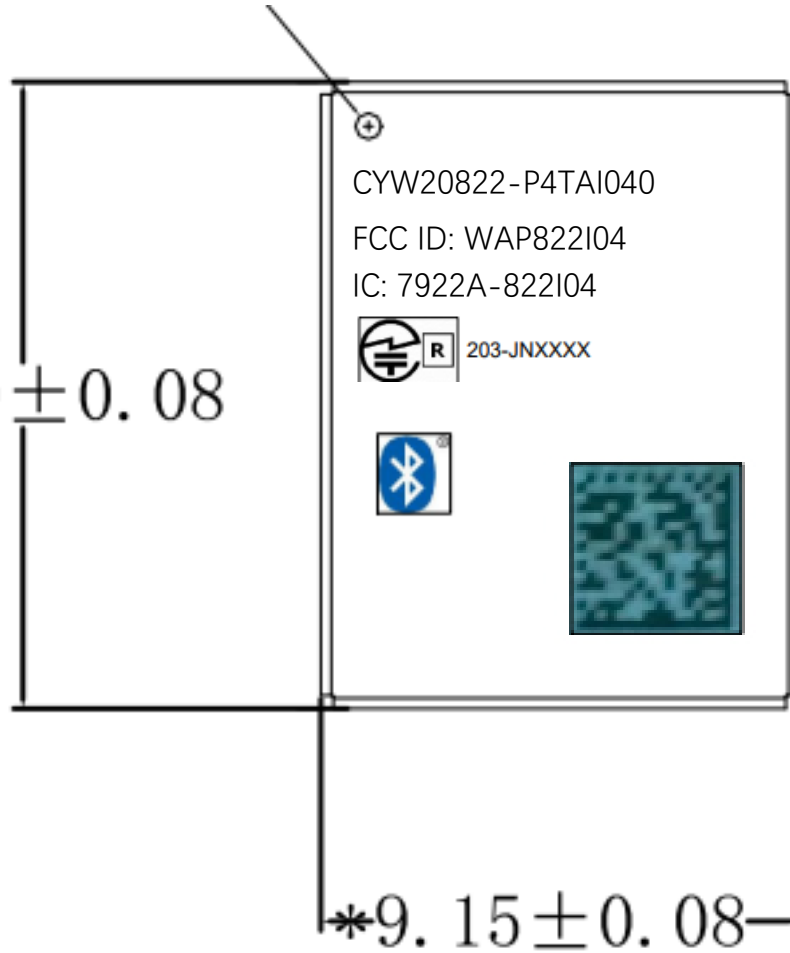 CYW20822-P4TAI040
FCC ID: WAP822I04
IC: 7922A-822I04
R 203-JNXXXX
±0.08
®
*9.15±0.08